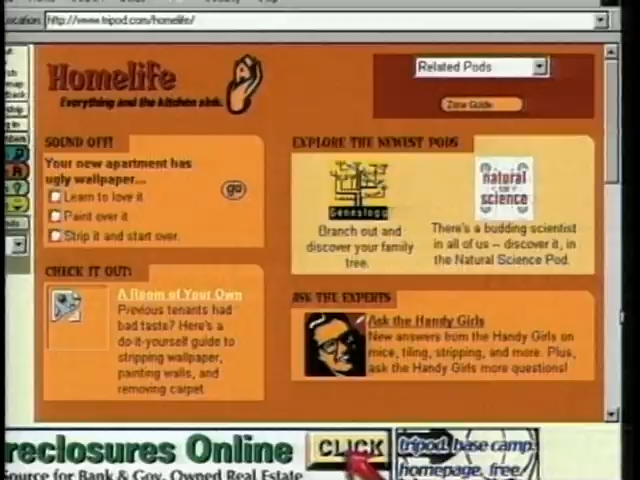 http://www.tripod.com/homelife/
Homelife
Everything and the kitchen sink.
Related Pods
Zine Guide
SOUND OFF!
Your new apartment has
ugly wallpaper...
Learn to love it
Paint over it
Strip it and start over.
go
EXPLORE THE NEWEST PODS
Genealogy
Branch out and
discover your family
tree.
natural
science
There's a budding scientist
in all of us -- discover it, in
the Natural Science Pod.
CHECK IT OUT!
A Room of Your Own
Previous tenants had
bad taste? Here's a
do-it-yourself guide to
stripping wallpaper,
painting walls, and
removing carpet
ASK THE EXPERTS
Ask the Handy Girls
New answers from the Handy Girls on
mice, tiling, stripping, and more. Plus,
ask the Handy Girls more questions!
reclosures Online
ource for Bank & Gov. Owned Real Estate
CLICK
tripod. base camp.
homepage. free.